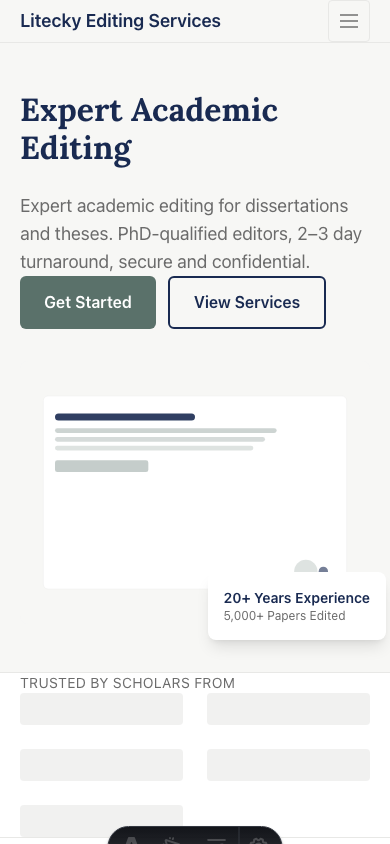 Litecky Editing Services
Expert Academic
Editing
Expert academic editing for dissertations
and theses. PhD-qualified editors, 2–3 day
turnaround, secure and confidential.
Get Started
View Services
20+ Years Experience
5,000+ Papers Edited
TRUSTED BY SCHOLARS FROM